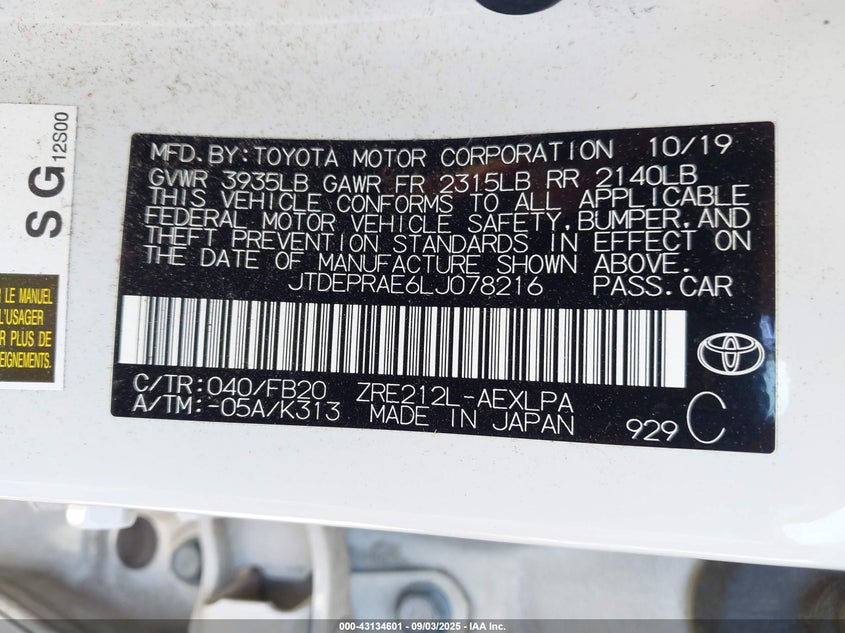 SG
12S00
R LE MANUEL
L'USAGER
R PLUS DE
EIGNEMENTS.
MFD.BY:TOYOTA MOTOR CORPORATION 10/19
GVWR 3935LB GAWR FR 2315LB RR 2140LB
THIS VEHICLE CONFORMS TO ALL APPLICABLE
FEDERAL MOTOR VEHICLE SAFETY,BUMPER,AND
THEFT PREVENTION STANDARDS IN EFFECT ON
THE DATE OF MANUFACTURE SHOWN ABOVE.
JTDEPRAE6LJ078216 PASS.CAR
C/TR:040/FB20 ZRE212L-AEXLPA
A/TM:-05A/K313 MADE IN JAPAN
929 C
000-43134601 - 09/03/2025 - IAA Inc.